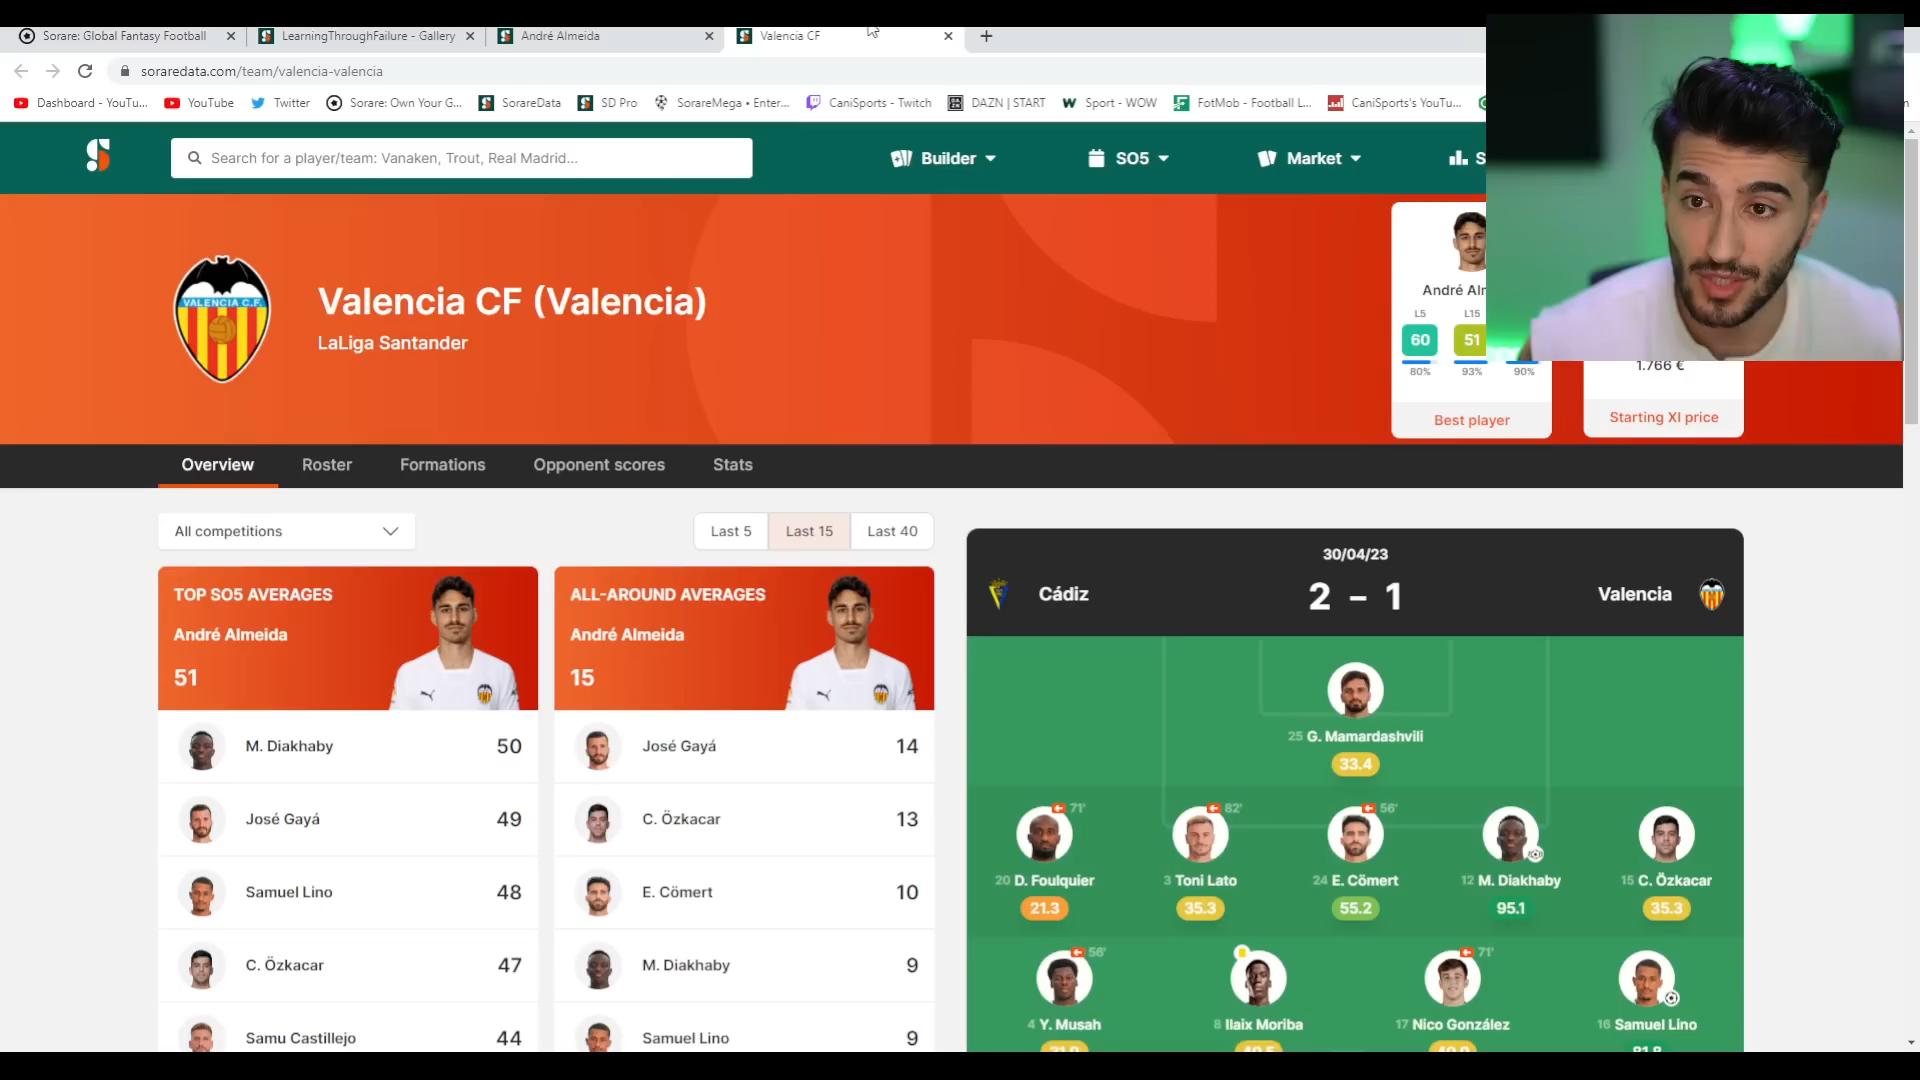 Sorare: Global Fantasy Football
LearningThroughFailure - Gallery
André Almeida
Valencia CF
soraredata.com/team/valencia-valencia
Dashboard - YouTu...
YouTube
Twitter
Sorare: Own Your G...
SorareData
SD Pro
SorareMega • Enter...
CaniSports - Twitch
DAZN | START
Sport - WOW
FotMob - Football L...
CaniSports's YouTu...
Search for a player/team: Vanaken, Trout, Real Madrid...
Builder
SO5
Market
S
VALENCIA C.F.
Valencia CF (Valencia)
LaLiga Santander
André Alm
L5 L15
60 51
80% 93% 90%
Best player
1.766 €
Starting XI price
Overview
Roster
Formations
Opponent scores
Stats
All competitions
Last 5
Last 15
Last 40
TOP SO5 AVERAGES
André Almeida
51
M. Diakhaby 50
José Gayá 49
Samuel Lino 48
C. Özkacar 47
Samu Castillejo 44
ALL-AROUND AVERAGES
André Almeida
15
José Gayá 14
C. Özkacar 13
E. Cömert 10
M. Diakhaby 9
Samuel Lino 9
30/04/23
Cádiz 2 - 1 Valencia
25 G. Mamardashvili
33.4
71' 82' 56'
20 D. Foulquier 3 Toni Lato 24 E. Cömert 12 M. Diakhaby 15 C. Özkacar
21.3 35.3 55.2 95.1 35.3
56' 71'
4 Y. Musah 8 Ilaix Moriba 17 Nico González 16 Samuel Lino